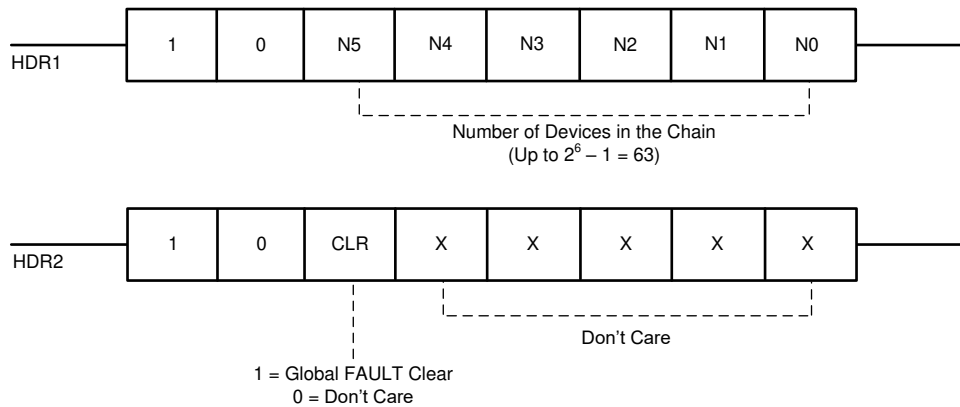 1 0 N5 N4 N3 N2 N1 N0
HDR1
Number of Devices in the Chain
(Up to 2⁶ – 1 = 63)
1 0 CLR X X X X X
HDR2
Don't Care
1 = Global FAULT Clear
0 = Don't Care